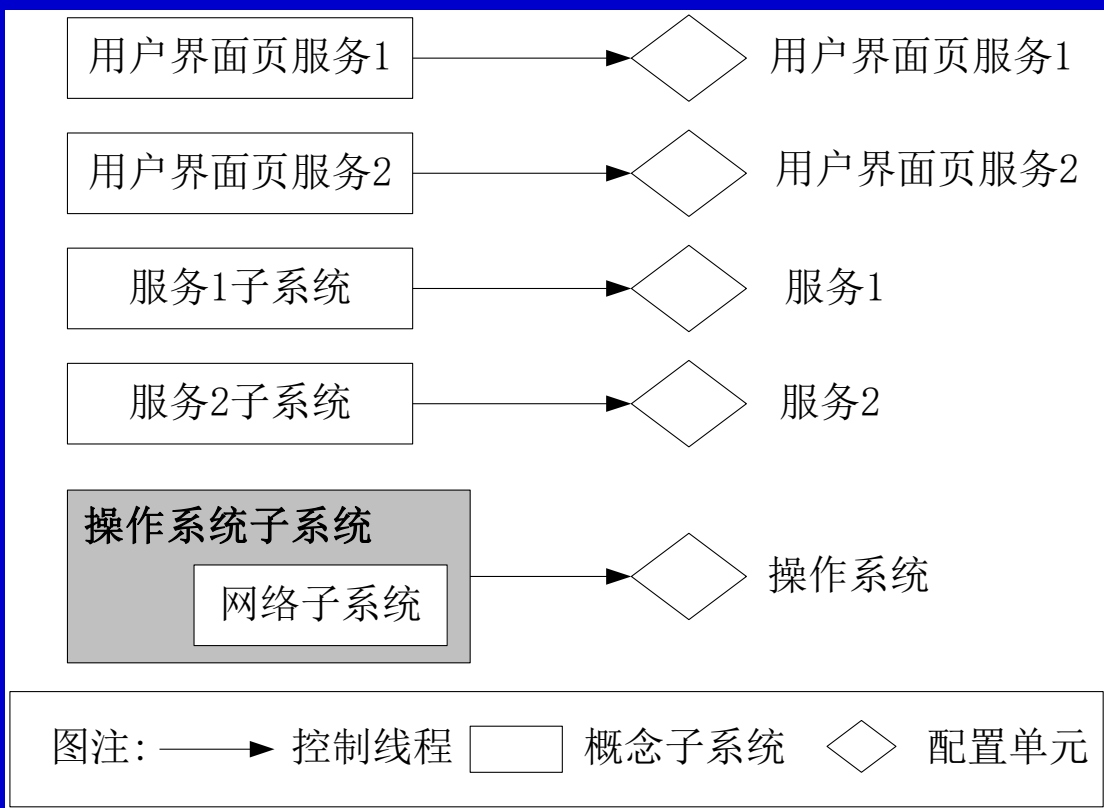 用户界面页服务1 用户界面页服务1
用户界面页服务2 用户界面页服务2
服务1子系统 服务1
服务2子系统 服务2
操作系统子系统
网络子系统 操作系统
图注: 控制线程 概念子系统 配置单元